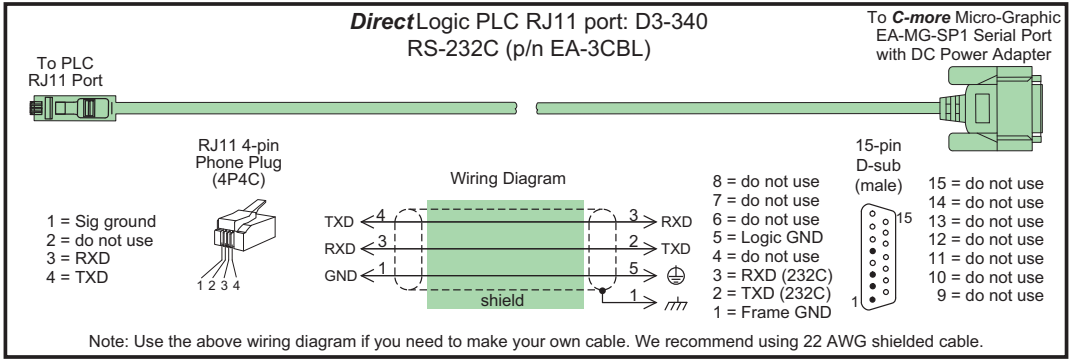 DirectLogic PLC RJ11 port: D3-340
RS-232C (p/n EA-3CBL)
To C-more Micro-Graphic
EA-MG-SP1 Serial Port
with DC Power Adapter
To PLC
RJ11 Port
RJ11 4-pin
Phone Plug
(4P4C)
1 = Sig ground
2 = do not use
3 = RXD
4 = TXD
1 2 3 4
Wiring Diagram
TXD 4 3 RXD
RXD 3 2 TXD
GND 1 5
1
shield
8 = do not use
7 = do not use
6 = do not use
5 = Logic GND
4 = do not use
3 = RXD (232C)
2 = TXD (232C)
1 = Frame GND
15-pin
D-sub
(male)
15
1
15 = do not use
14 = do not use
13 = do not use
12 = do not use
11 = do not use
10 = do not use
9 = do not use
Note: Use the above wiring diagram if you need to make your own cable. We recommend using 22 AWG shielded cable.